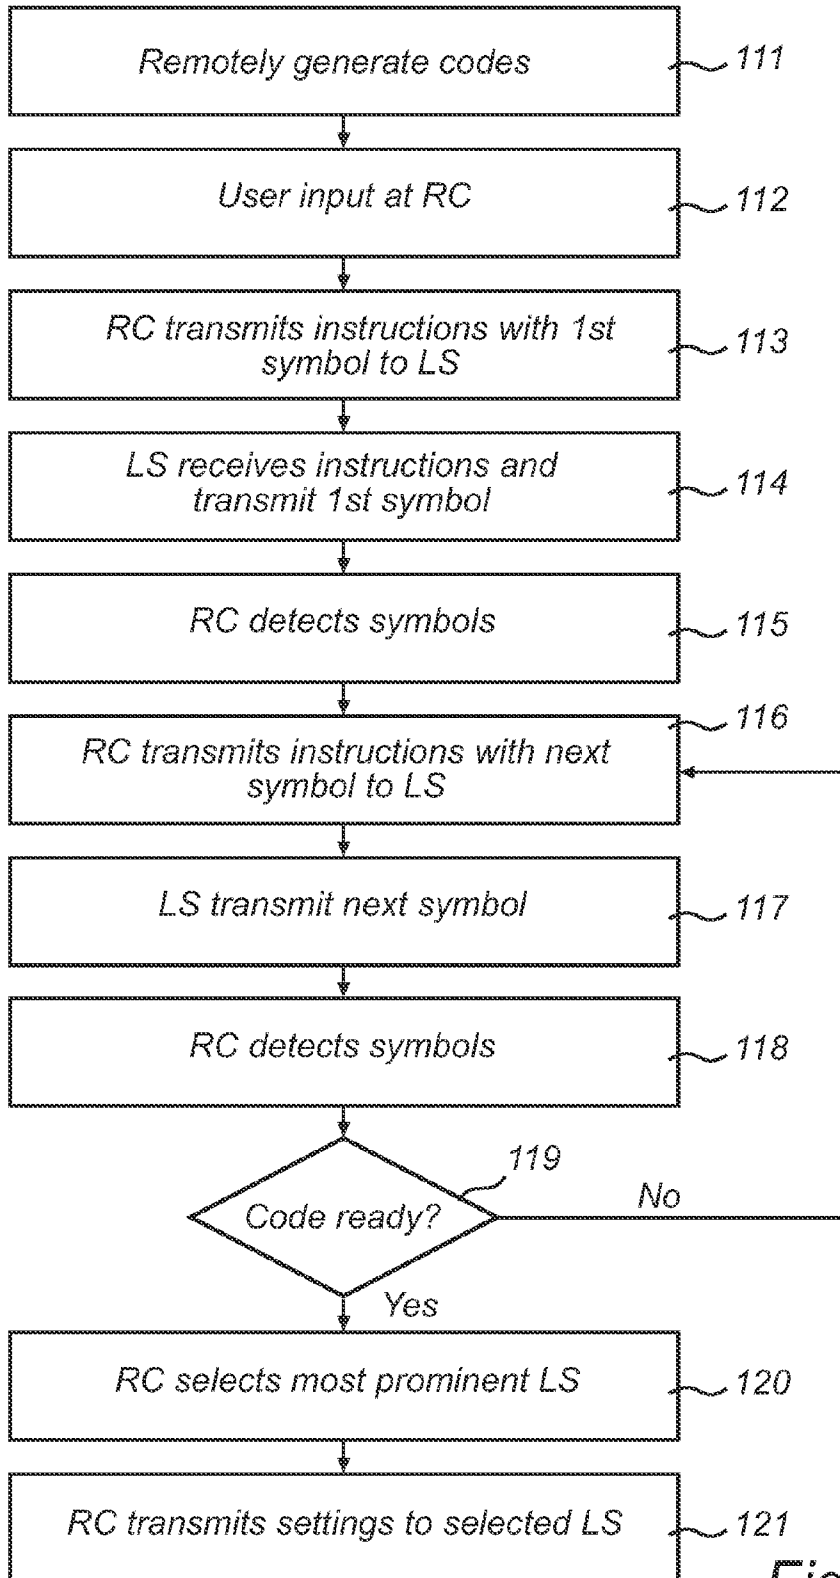 Remotely generate codes
111
User input at RC
112
RC transmits instructions with 1st
symbol to LS
113
LS receives instructions and
transmit 1st symbol
114
RC detects symbols
115
116
RC transmits instructions with next
symbol to LS
LS transmit next symbol
117
RC detects symbols
118
119
Code ready?
No
Yes
RC selects most prominent LS
120
RC transmits settings to selected LS
121